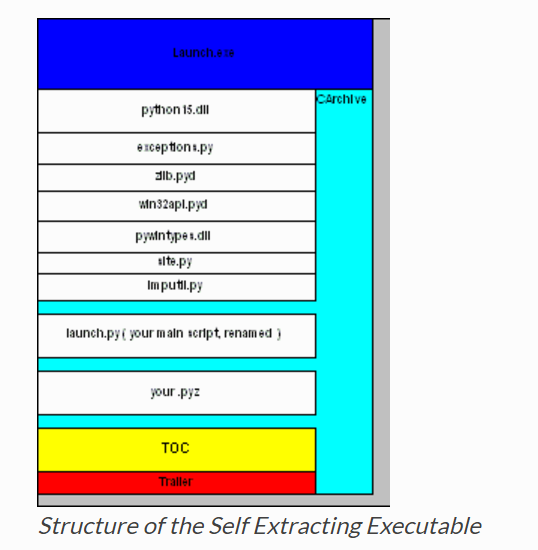 Launch.exe
CArchive
python15.dll
exceptions.py
zlib.pyd
win32api.pyd
pywintypes.dll
site.py
imputil.py
launch.py ( your main script, renamed )
your .pyz
TOC
Trailer
Structure of the Self Extracting Executable